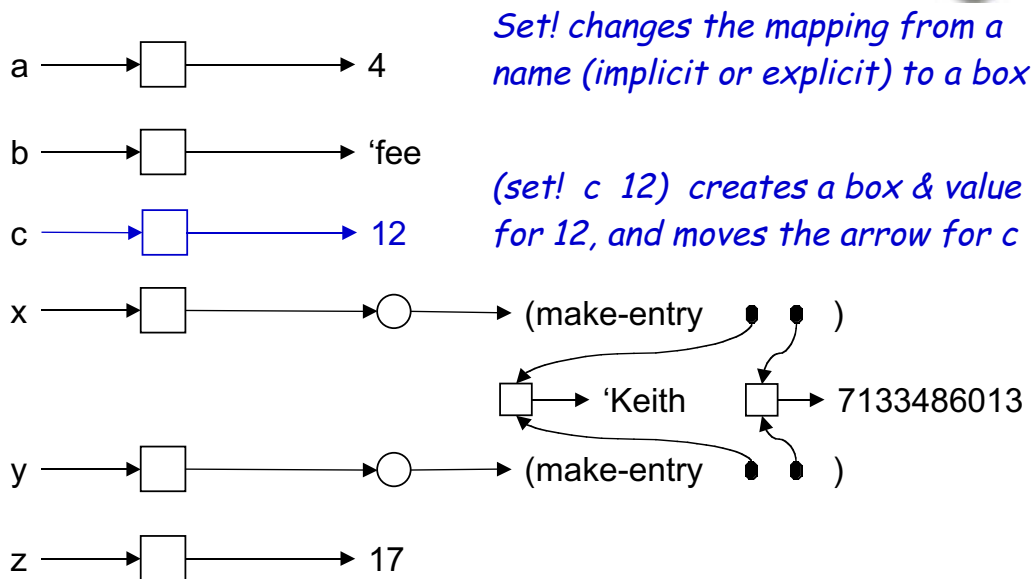 Set! changes the mapping from a
a 4 name (implicit or explicit) to a box
b ‘fee
(set! c 12) creates a box & value
c 12 for 12, and moves the arrow for c
x (make-entry )
‘Keith 7133486013
y (make-entry )
z 17